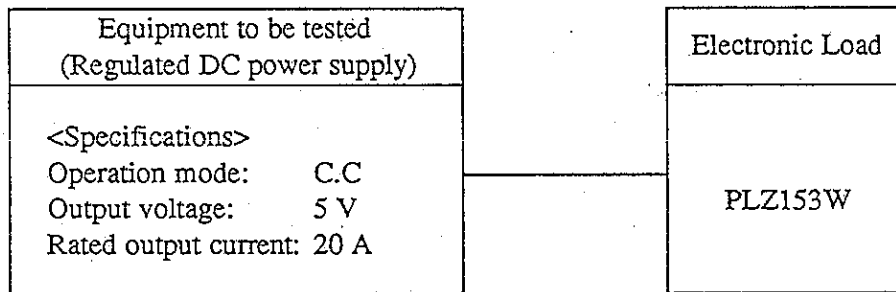 Equipment to be tested
(Regulated DC power supply)
<Specifications>
Operation mode: C.C
Output voltage: 5 V
Rated output current: 20 A
Electronic Load
PLZ153W